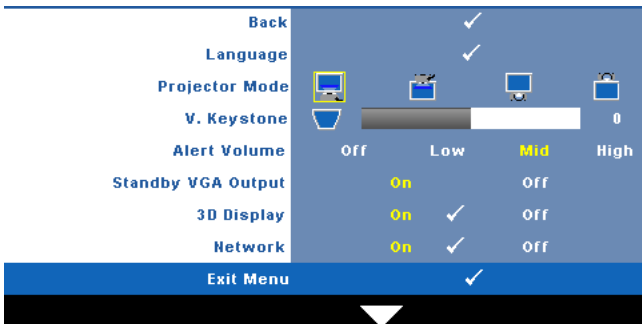 Back
Language
Projector Mode
V. Keystone 0
Alert Volume Off Low Mid High
Standby VGA Output On Off
3D Display On Off
Network On Off
Exit Menu